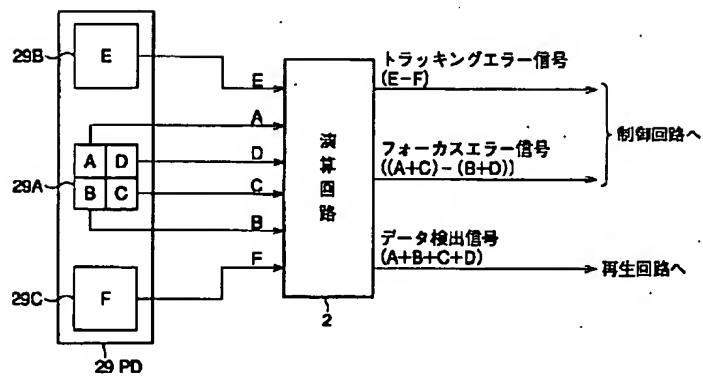 29B
E
E
A
A D
D
29A
B C
C
B
F
29C
F
29 PD
演算回路
2
トラッキングエラー信号
(E-F)
制御回路へ
フォーカスエラー信号
((A+C)-(B+D))
データ検出信号
(A+B+C+D)
再生回路へ